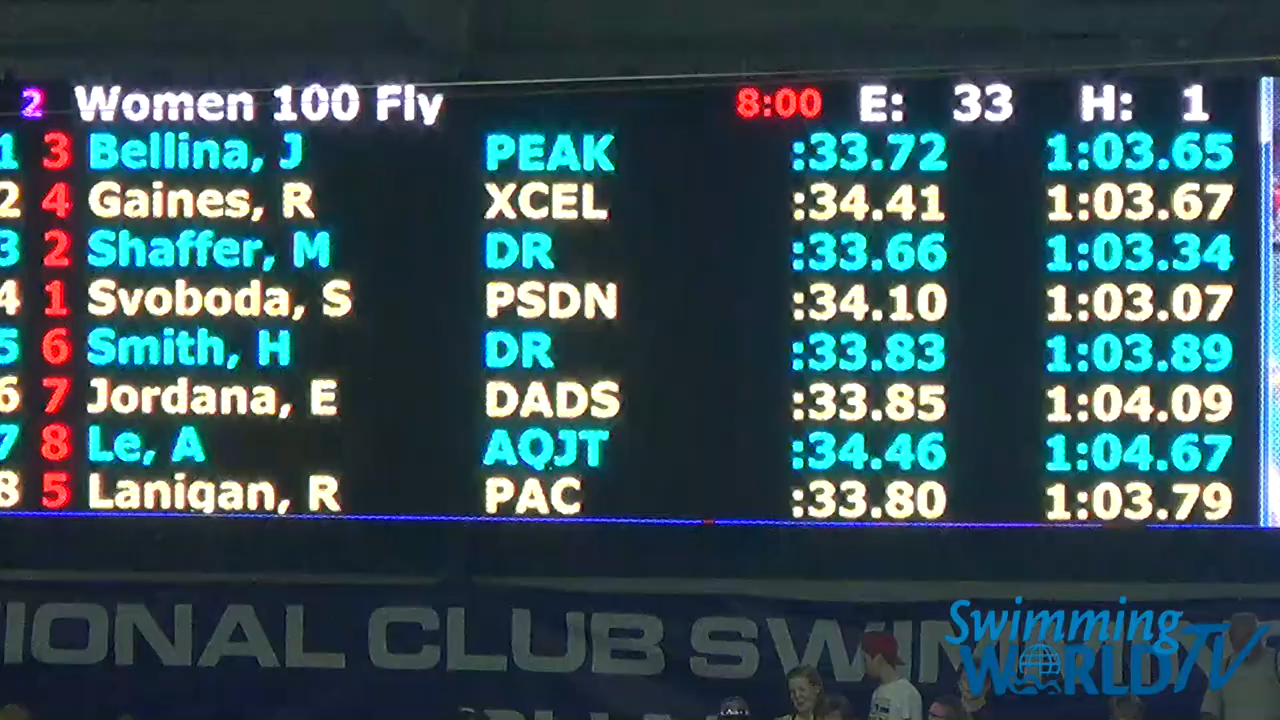 2 Women 100 Fly 8:00 E: 33 H: 1
1 3 Bellina, J PEAK :33.72 1:03.65
2 4 Gaines, R XCEL :34.41 1:03.67
3 2 Shaffer, M DR :33.66 1:03.34
4 1 Svoboda, S PSDN :34.10 1:03.07
5 6 Smith, H DR :33.83 1:03.89
6 7 Jordana, E DADS :33.85 1:04.09
7 8 Le, A AQJT :34.46 1:04.67
8 5 Lanigan, R PAC :33.80 1:03.79
IONAL CLUB SWIM
Swimming
WORLD TV